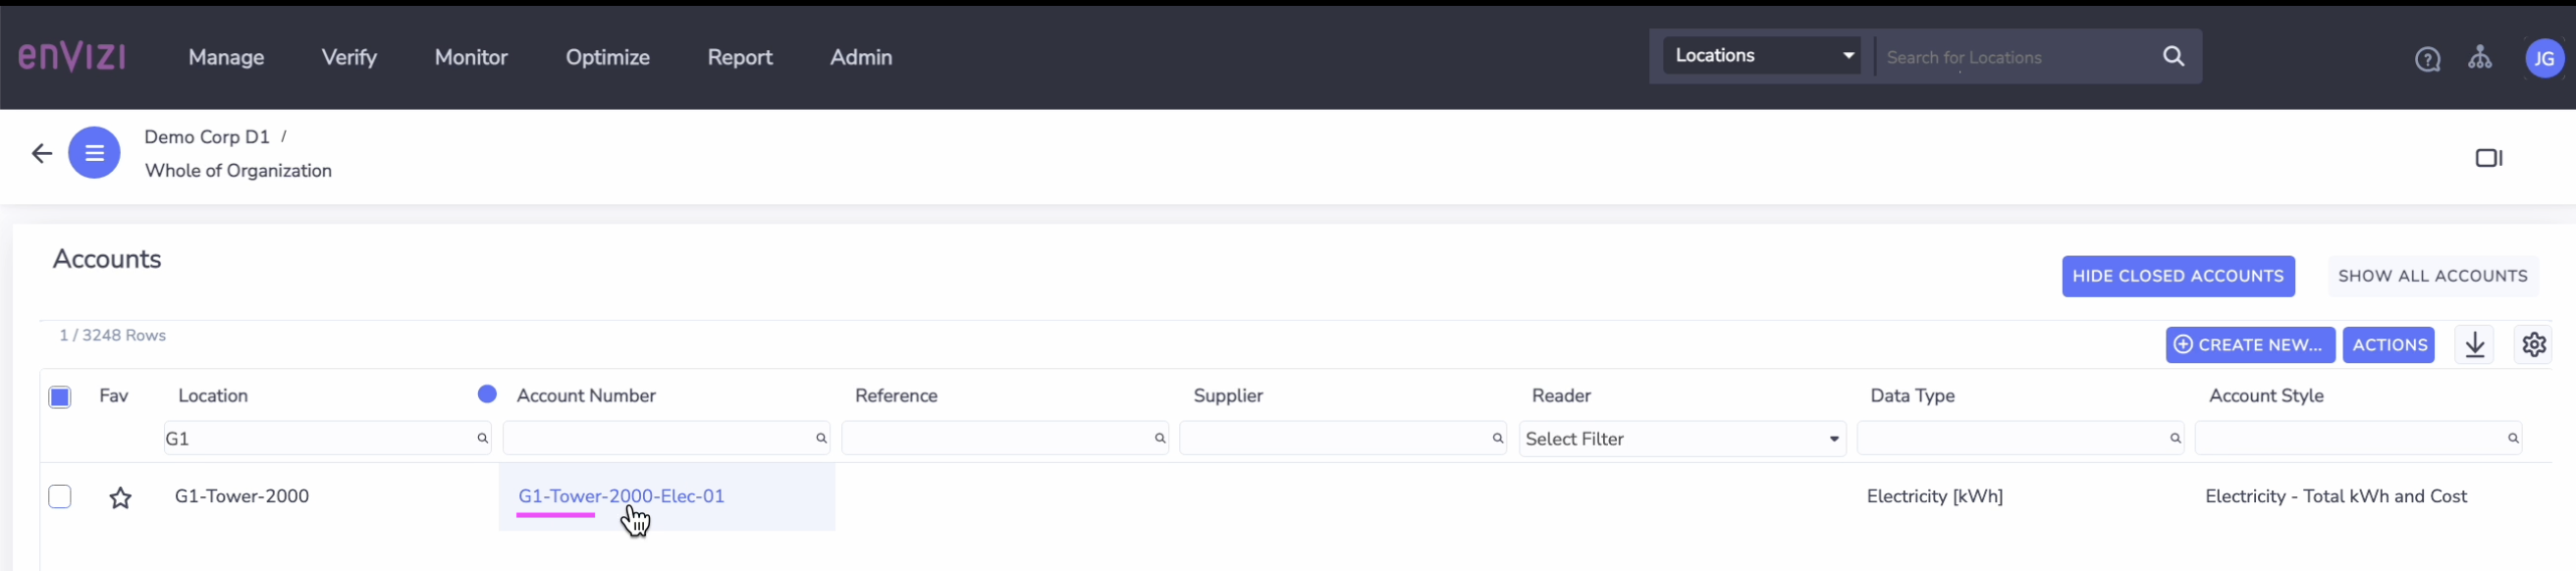 enVIZI Manage Verify Monitor Optimize Report Admin Locations Search for Locations JG
Demo Corp D1 /
Whole of Organization
Accounts
HIDE CLOSED ACCOUNTS SHOW ALL ACCOUNTS
1 / 3248 Rows
CREATE NEW... ACTIONS
Fav Location Account Number Reference Supplier Reader Data Type Account Style
G1 Select Filter
G1-Tower-2000 G1-Tower-2000-Elec-01 Electricity [kWh] Electricity - Total kWh and Cost